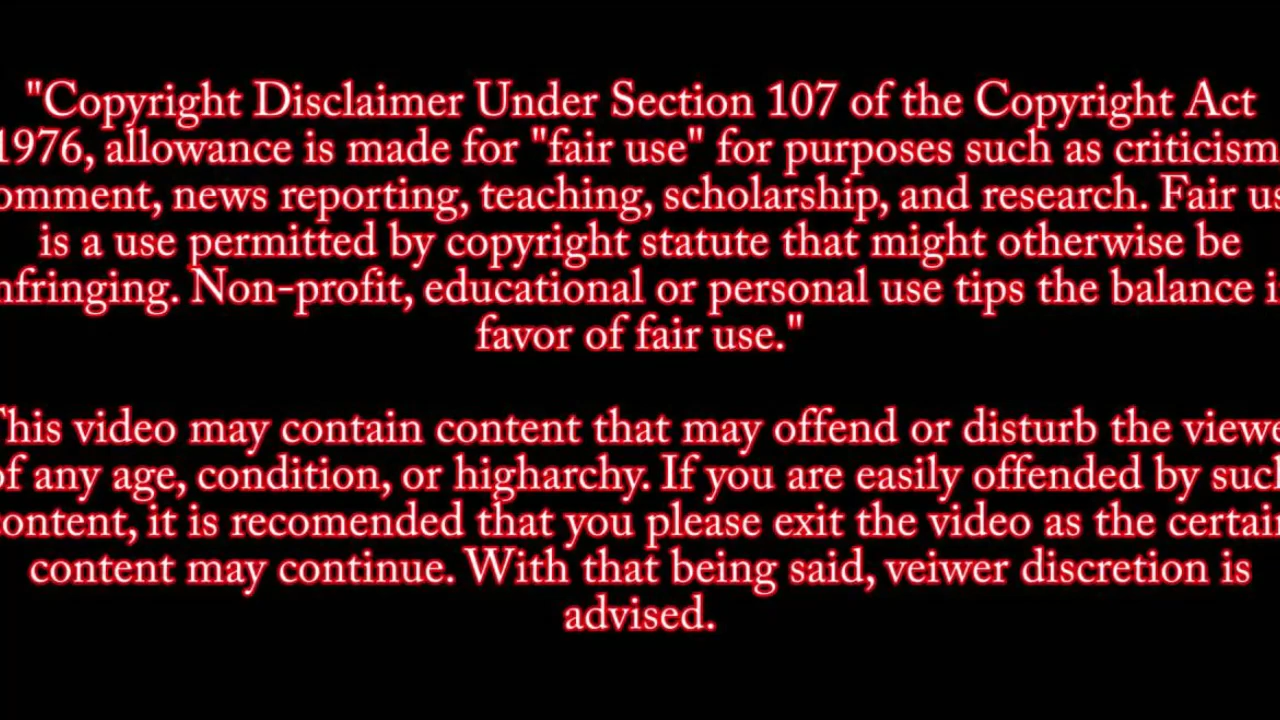 "Copyright Disclaimer Under Section 107 of the Copyright Act
1976, allowance is made for "fair use" for purposes such as criticism
omment, news reporting, teaching, scholarship, and research. Fair us
is a use permitted by copyright statute that might otherwise be
nfringing. Non-profit, educational or personal use tips the balance i
favor of fair use."
This video may contain content that may offend or disturb the viewe
of any age, condition, or higharchy. If you are easily offended by such
content, it is recomended that you please exit the video as the certain
content may continue. With that being said, veiwer discretion is
advised.